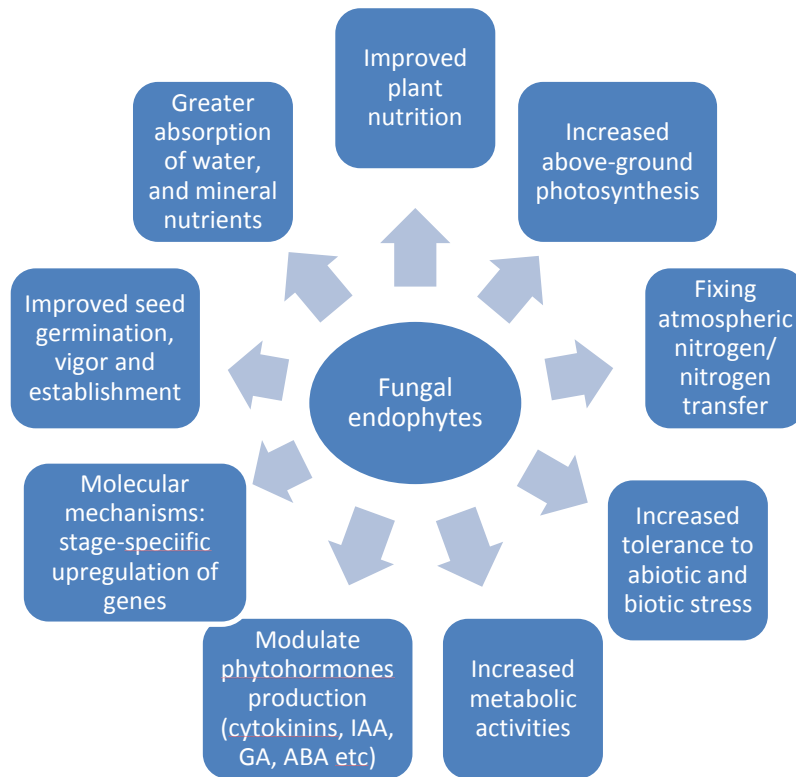 Improved
plant
nutrition
Increased
above-ground
photosynthesis
Fixing
atmospheric
nitrogen/
nitrogen
transfer
Increased
tolerance to
abiotic and
biotic stress
Increased
metabolic
activities
Modulate
phytohormones
production
(cytokinins, IAA,
GA, ABA etc)
Molecular
mechanisms:
stage-speciific
upregulation of
genes
Improved seed
germination,
vigor and
establishment
Greater
absorption
of water,
and mineral
nutrients
Fungal
endophytes